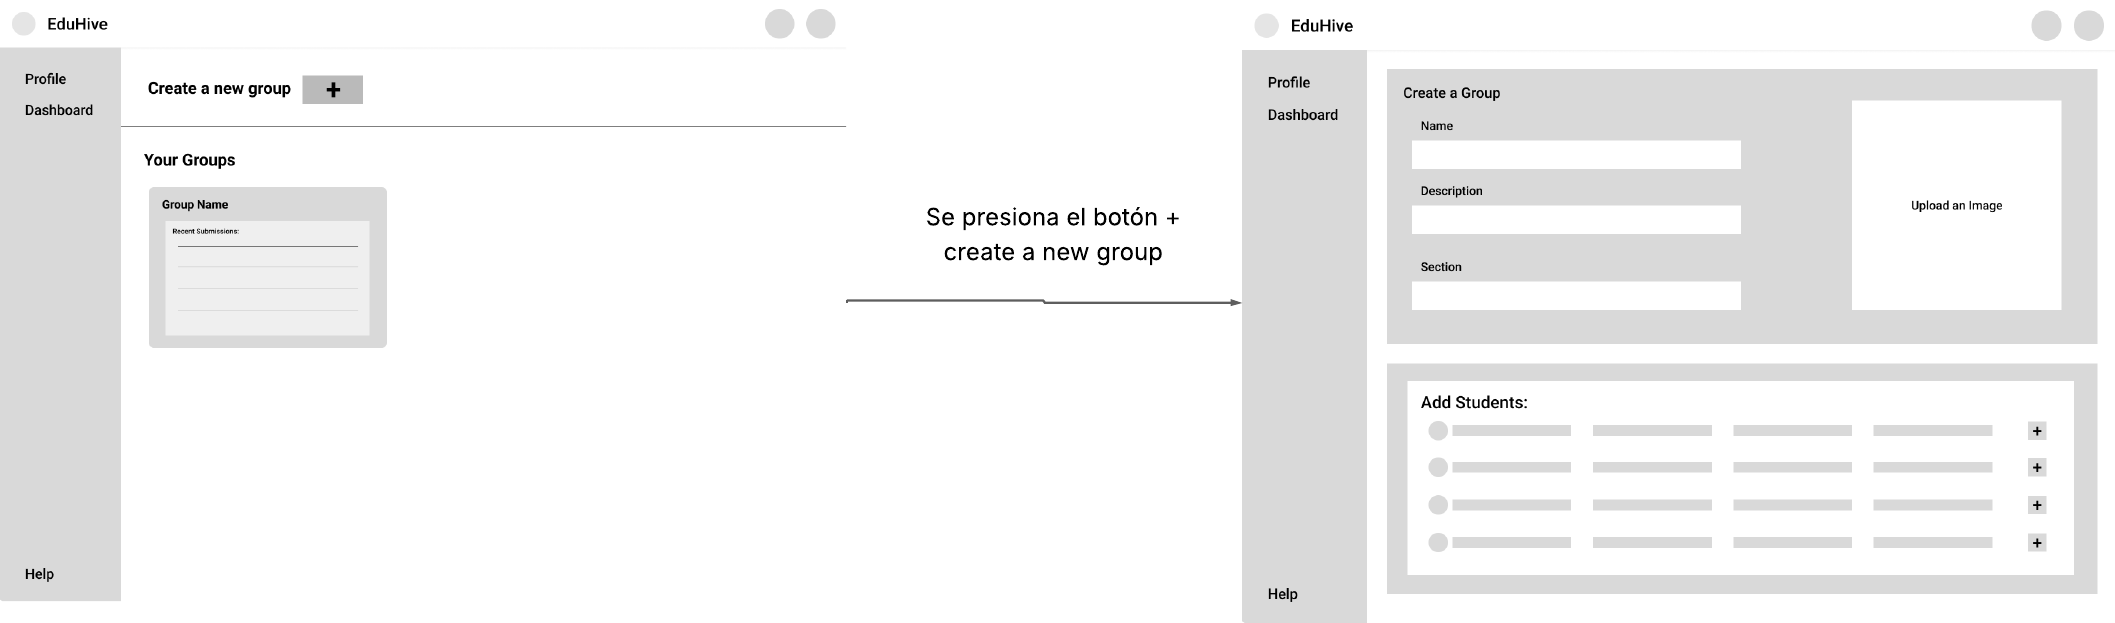 EduHive
Profile
Dashboard
Create a new group +
Your Groups
Group Name
Recent Submissions:
Help
Se presiona el botón +
create a new group
EduHive
Profile
Dashboard
Create a Group
Name
Description
Section
Upload an Image
Add Students:
+
+
+
+
Help